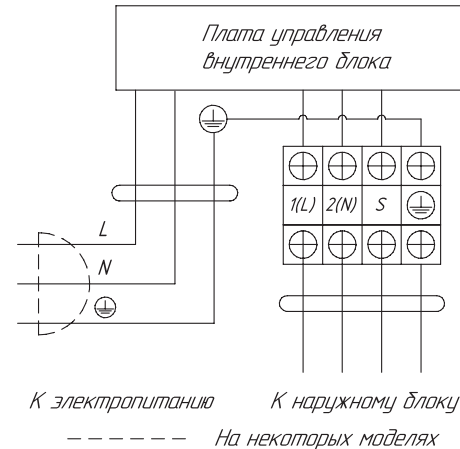 Плата управления
внутреннего блока
1(L) 2(N) S
L
N
К электропитанию
К наружному блоку
На некоторых моделях